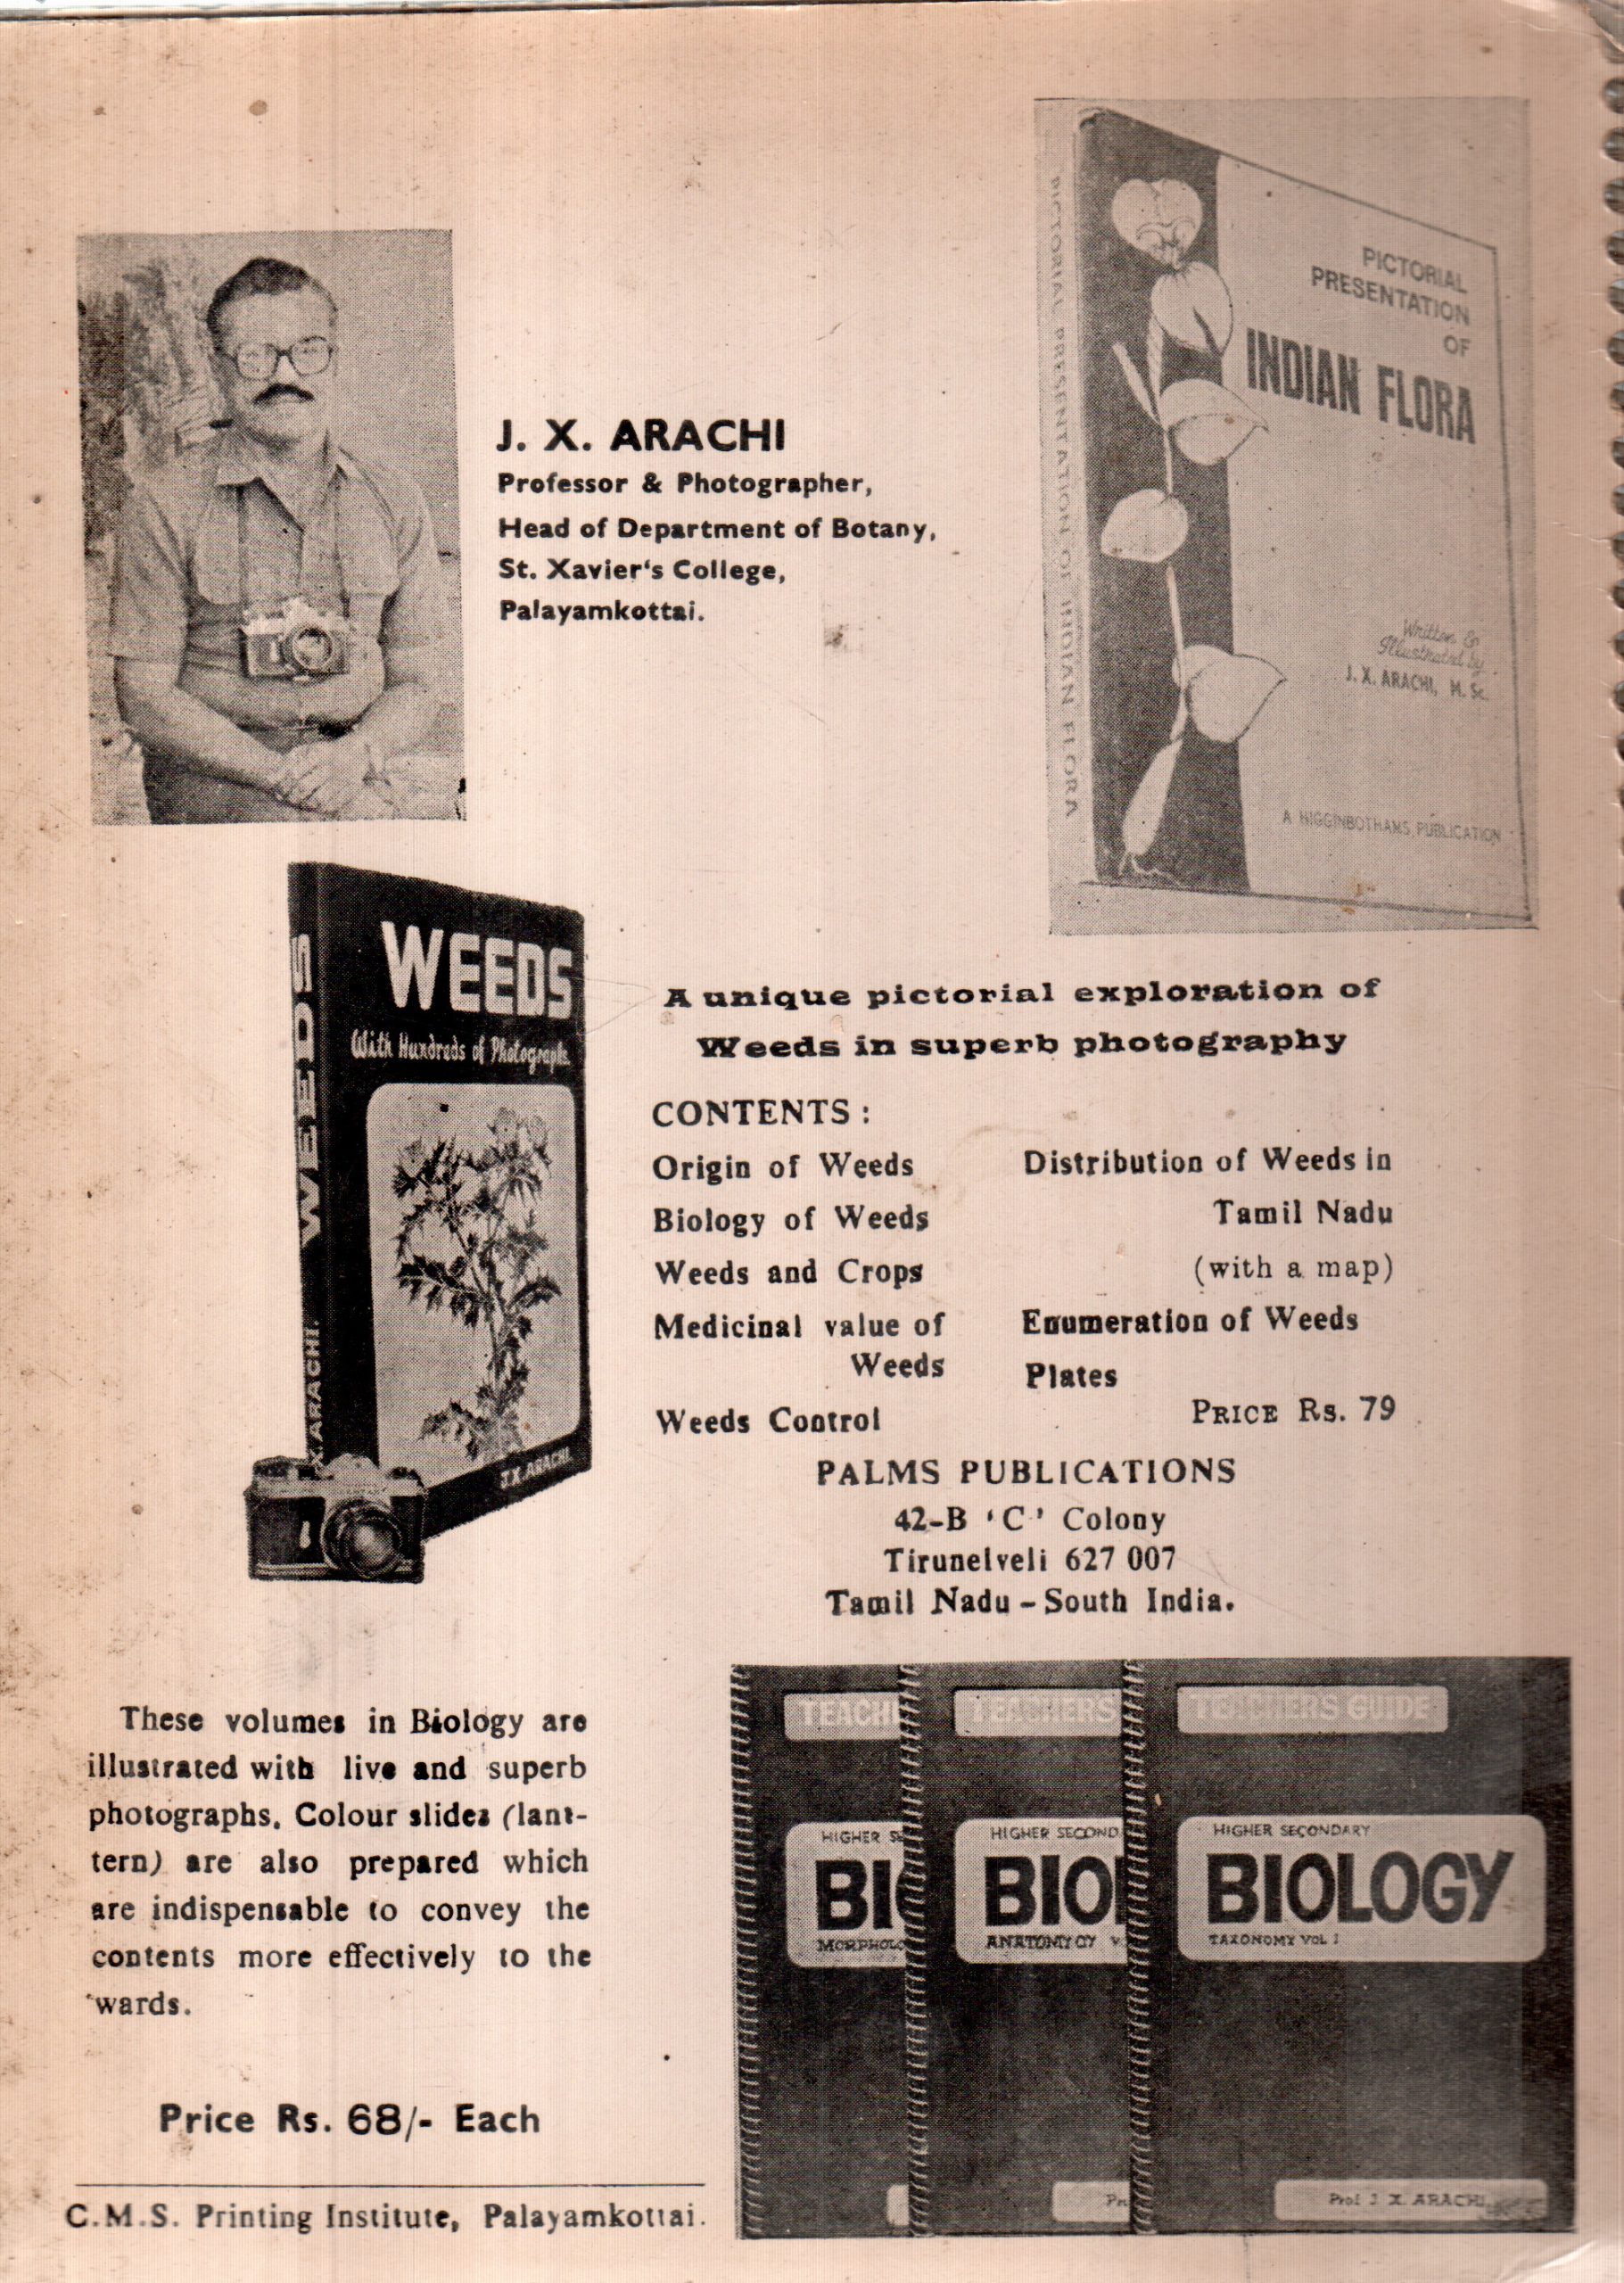 J. X. ARACHI
Professor & Photographer,
Head of Department of Botany,
St. Xavier's College,
Palayamkottai.
PICTORIAL PRESENTATION OF INDIAN FLORA
PICTORIAL
PRESENTATION
OF
INDIAN FLORA
Written &
Illustrated by
J. X. ARACHI, M. Sc.
A HIGGINBOTHAMS PUBLICATION
WEEDS
X. ARACHI.
WEEDS
With Hundreds of Photographs.
J.X. ARACHI.
A unique pictorial exploration of
Weeds in superb photography
CONTENTS :
Origin of Weeds
Biology of Weeds
Weeds and Crops
Medicinal value of
Weeds
Weeds Control
Distribution of Weeds in
Tamil Nadu
(with a map)
Enumeration of Weeds
Plates
PRICE Rs. 79
PALMS PUBLICATIONS
42-B 'C' Colony
Tirunelveli 627 007
Tamil Nadu – South India.
These volumes in Biology are
illustrated with live and superb
photographs. Colour slides (lant-
tern) are also prepared which
are indispensable to convey the
contents more effectively to the
wards.
Price Rs. 68/- Each
C.M.S. Printing Institute, Palayamkottai.
TEACHE
HIGHER SE
BIO
MORPHOLO
TEACHERS
HIGHER SECOND
BIOL
TEACHERS GUIDE
HIGHER SECONDARY
BIOLOGY
TAXONOMY VOL I
Prof J. X. ARACHI